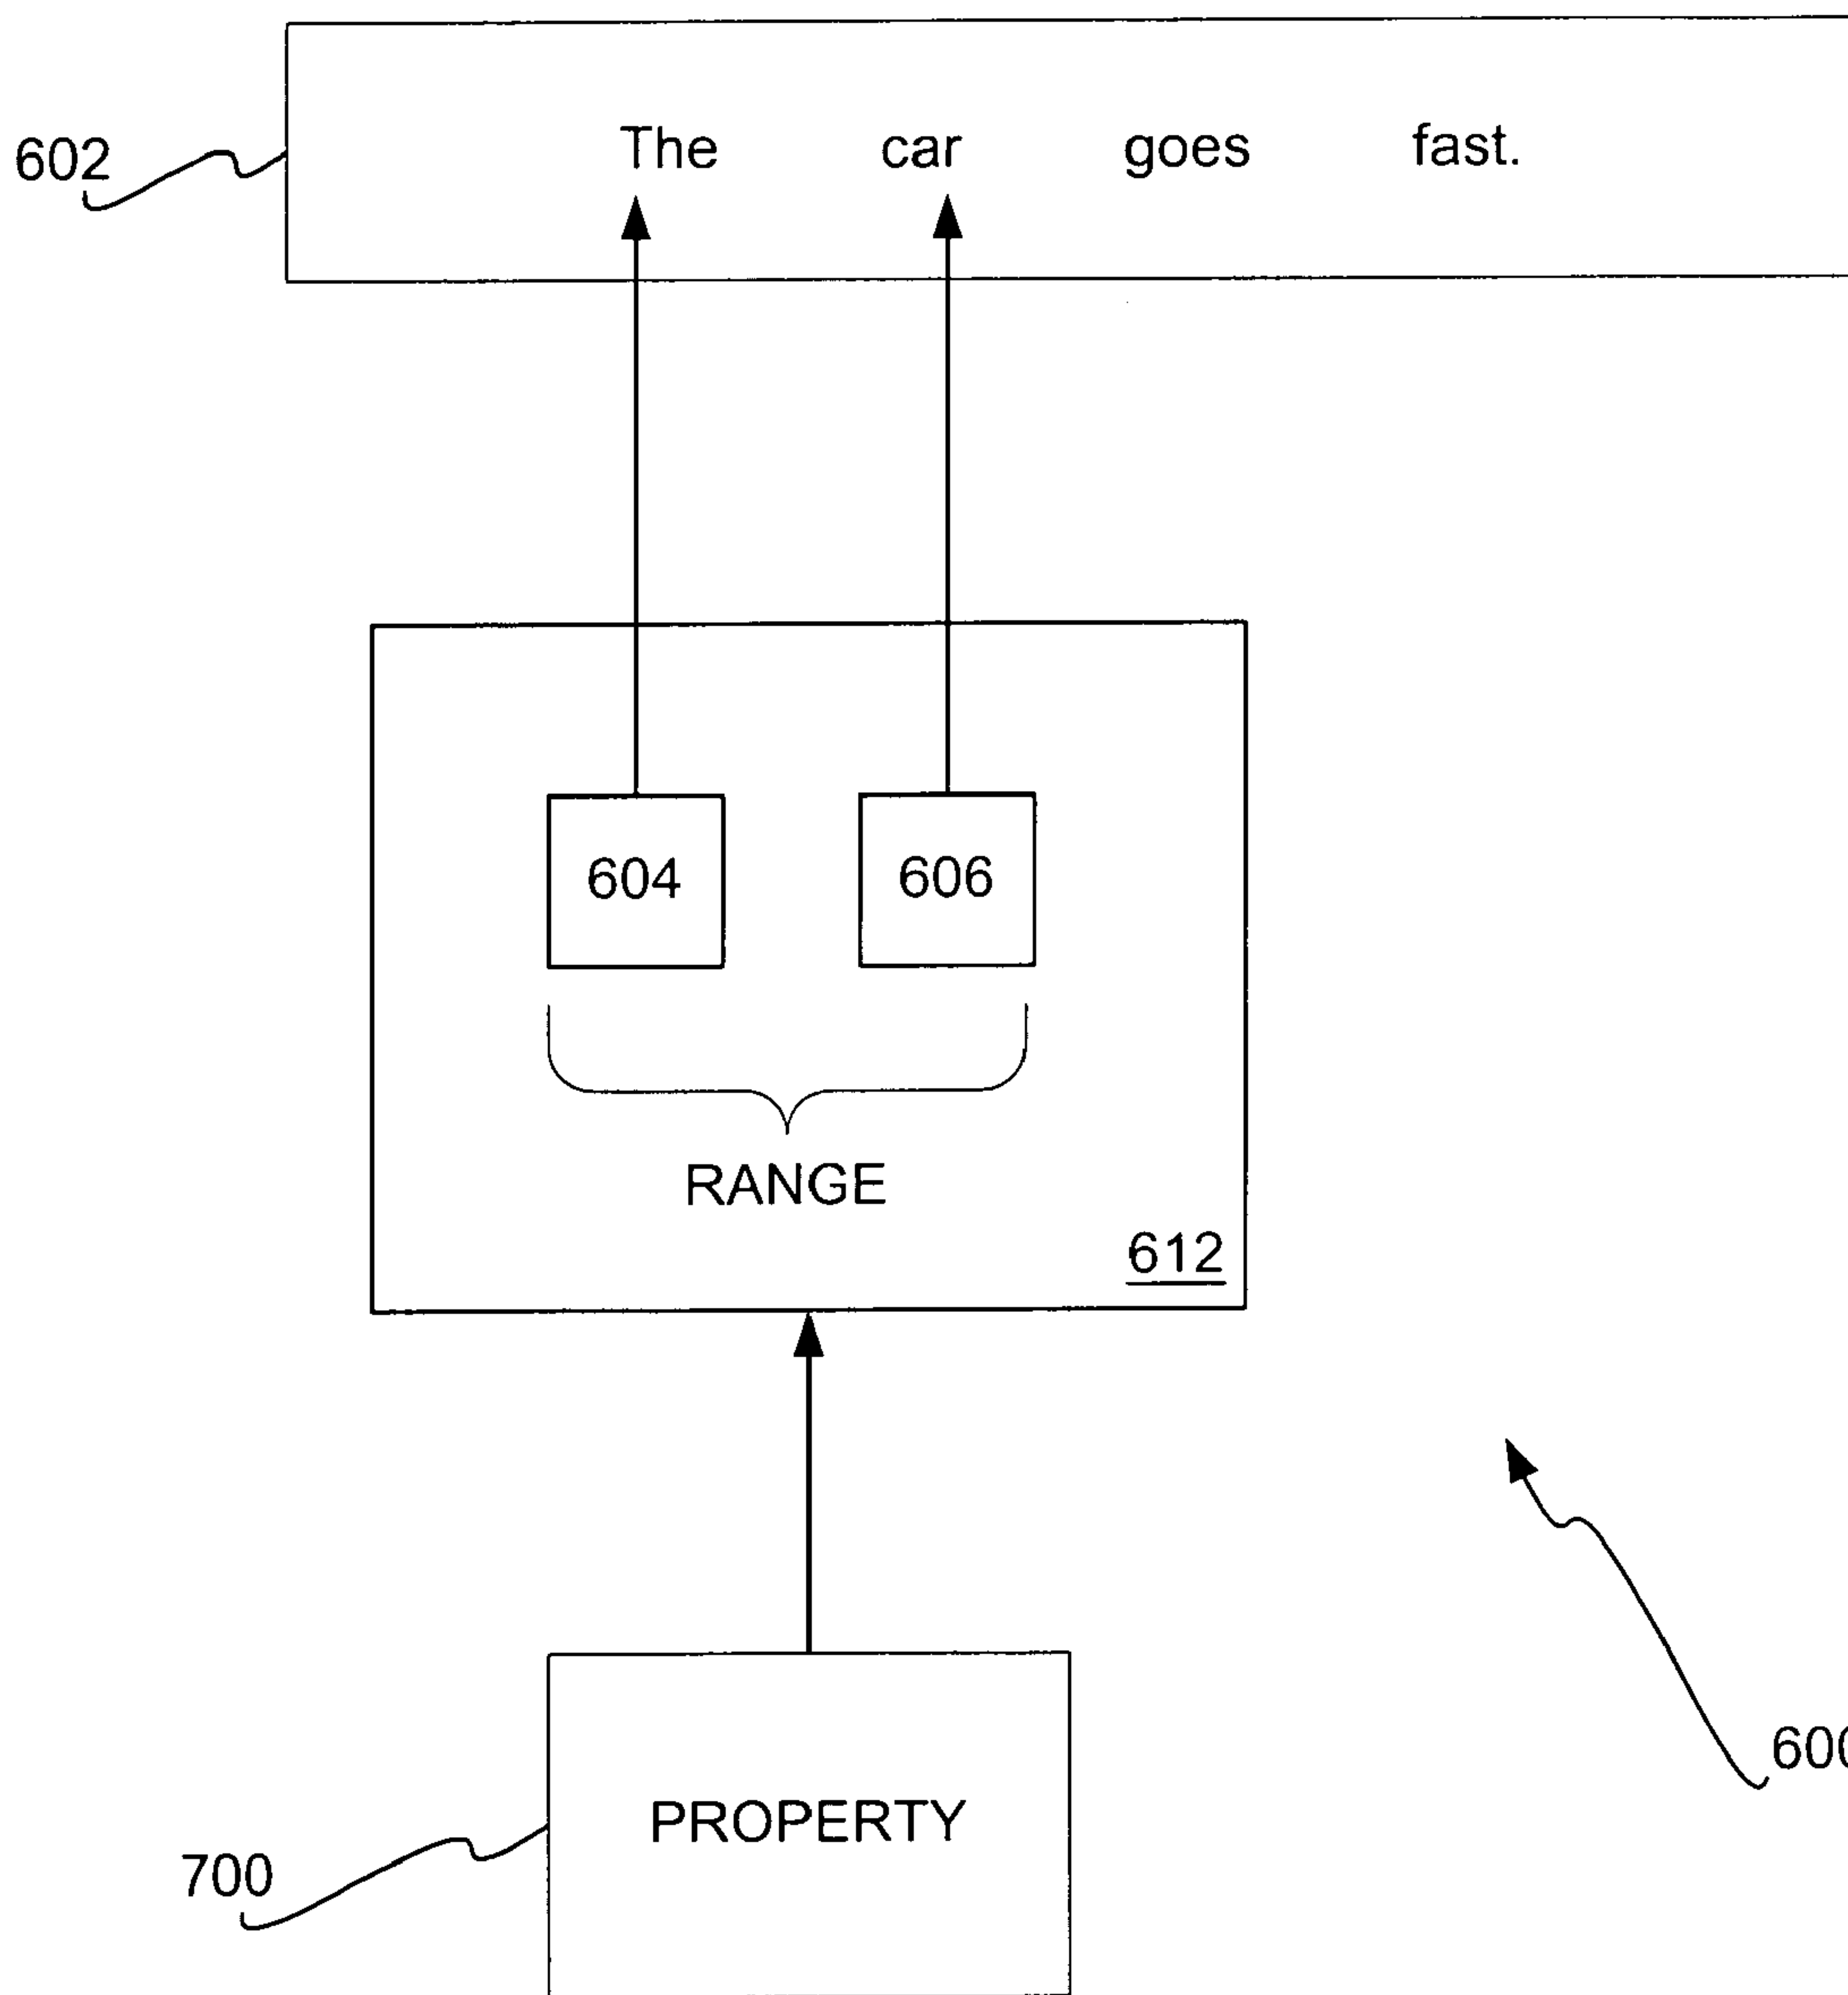 The car goes fast.
602
604 606
RANGE
612
PROPERTY
700